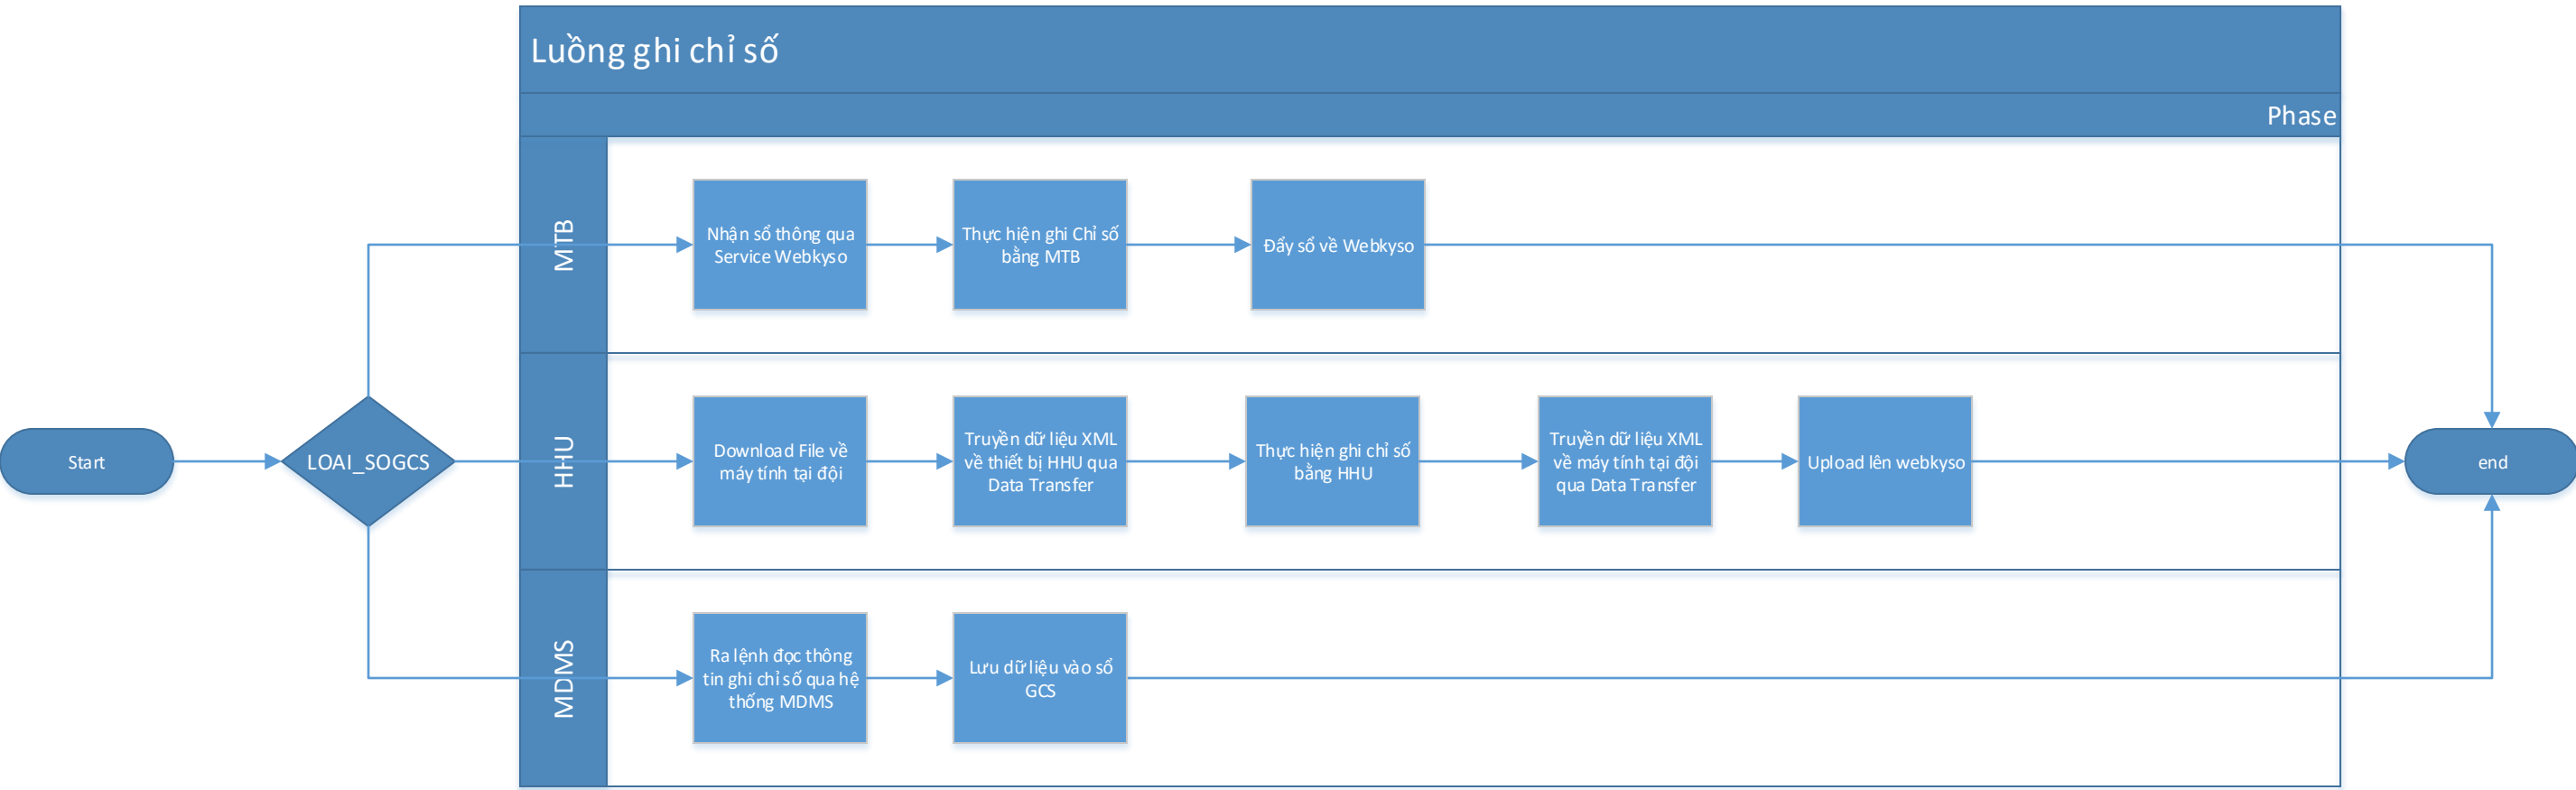 Luồng ghi chỉ số
Phase
Start
LOAI_SOGCS
MTB
Nhận sổ thông qua
Service Webkyso
Thực hiện ghi Chỉ số
bằng MTB
Đẩy sổ về Webkyso
HHU
Download File về
máy tính tại đội
Truyền dữ liệu XML
về thiết bị HHU qua
Data Transfer
Thực hiện ghi chỉ số
bằng HHU
Truyền dữ liệu XML
về máy tính tại đội
qua Data Transfer
Upload lên webkyso
end
MDMS
Ra lệnh đọc thông
tin ghi chỉ số qua hệ
thống MDMS
Lưu dữ liệu vào sổ
GCS